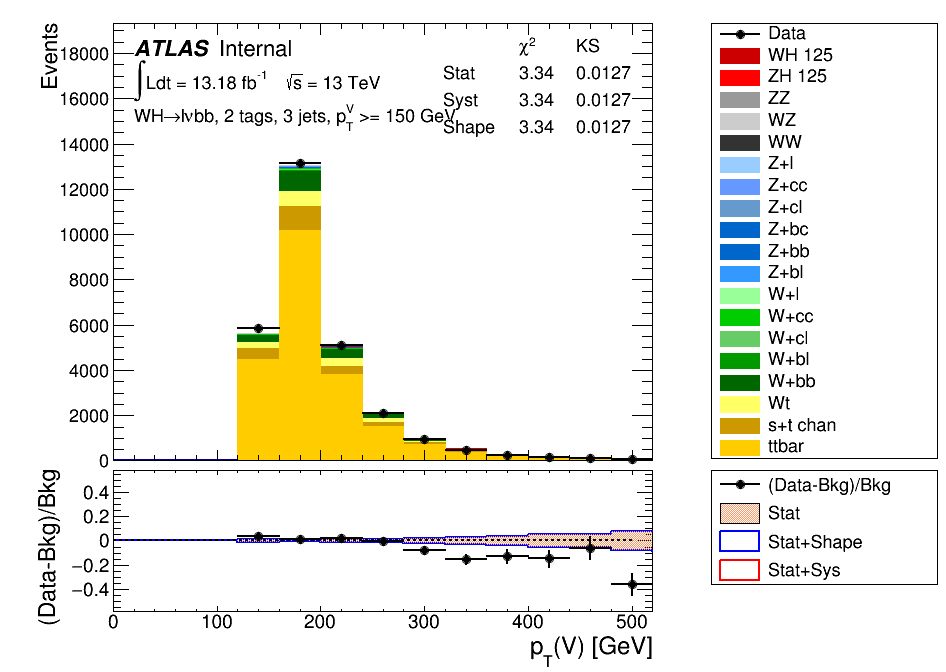 Events
18000
16000
14000
12000
10000
8000
6000
4000
2000
0
ATLAS Internal
∫Ldt = 13.18 fb⁻¹ √s = 13 TeV
WH→lνbb, 2 tags, 3 jets, p_T^V >= 150 GeV
χ² KS
Stat 3.34 0.0127
Syst 3.34 0.0127
Shape 3.34 0.0127
Data
WH 125
ZH 125
ZZ
WZ
WW
Z+l
Z+cc
Z+cl
Z+bc
Z+bb
Z+bl
W+l
W+cc
W+cl
W+bl
W+bb
Wt
s+t chan
ttbar
(Data-Bkg)/Bkg
0.4
0.2
0
−0.2
−0.4
0 100 200 300 400 500
p_T(V) [GeV]
(Data-Bkg)/Bkg
Stat
Stat+Shape
Stat+Sys